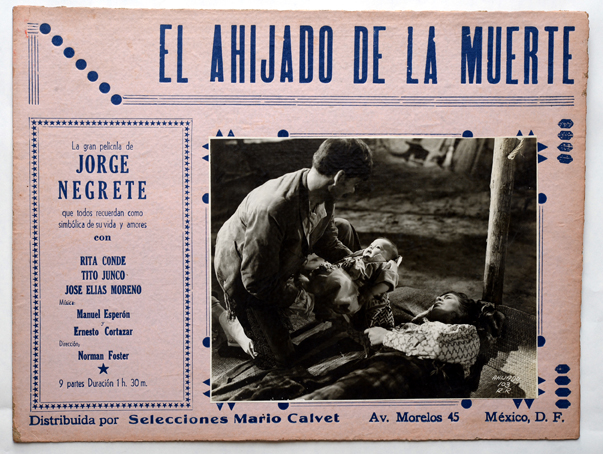 EL AHIJADO DE LA MUERTE
La gran película de
JORGE
NEGRETE
que todos recuerdan como
simbólica de su vida y amores
con
RITA CONDE
TITO JUNCO
JOSE ELIAS MORENO
Música:
Manuel Esperón
y
Ernesto Cortazar
Dirección:
Norman Foster
9 partes Duración 1 h. 30 m.
AHIJADO
103
R.K
Distribuida por Selecciones Mario Calvet Av. Morelos 45 México, D. F.